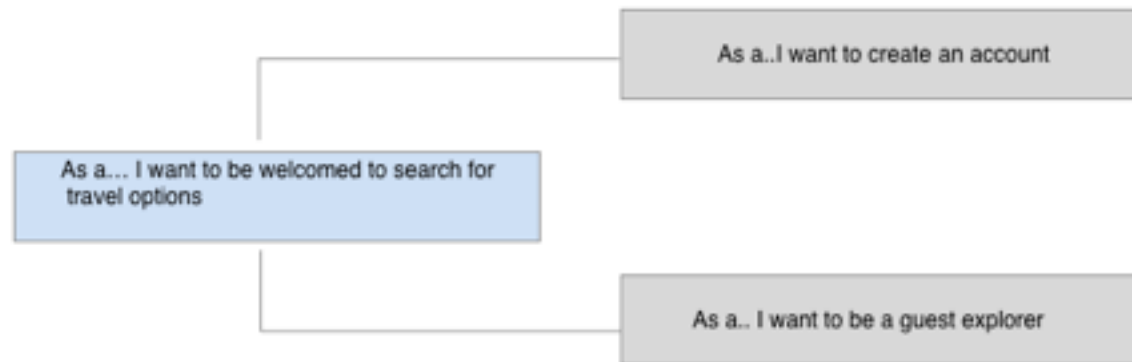 As a..I want to create an account
As a... I want to be welcomed to search for
travel options
As a.. I want to be a guest explorer